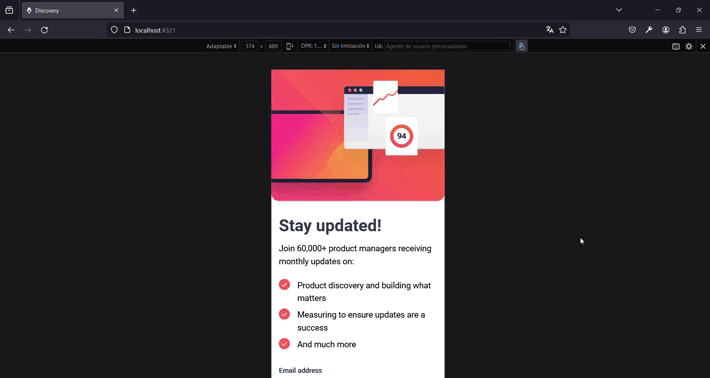 Discovery
localhost:4321
Adaptable
374 × 689
DPR: 1...
Sin limitación
UA: Agente de usuario personalizado
94
Stay updated!
Join 60,000+ product managers receiving
monthly updates on:
Product discovery and building what
matters
Measuring to ensure updates are a
success
And much more
Email address